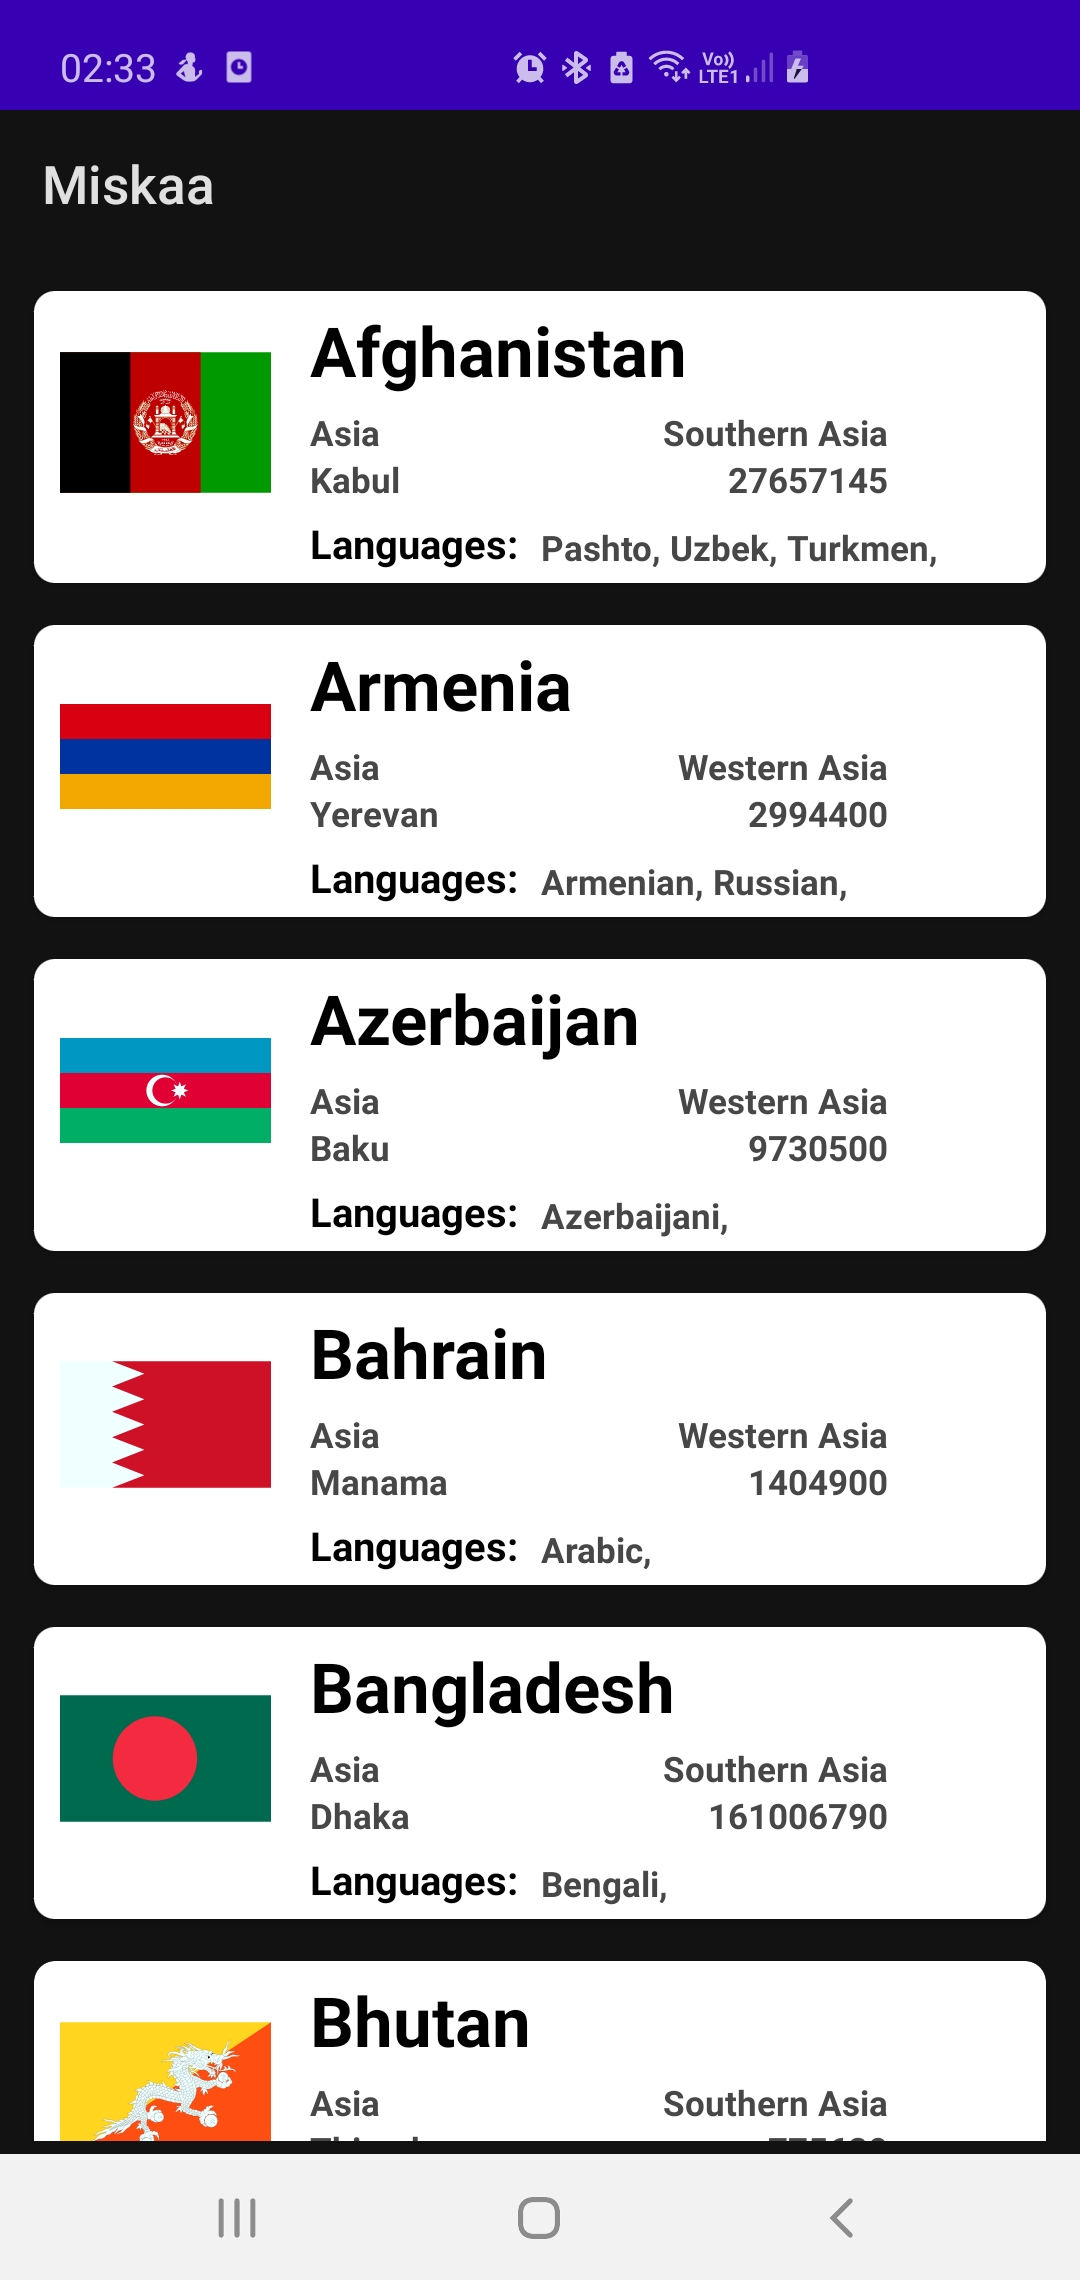 02:33 Vo)) LTE1
Miskaa
Afghanistan
Asia Southern Asia
Kabul 27657145
Languages: Pashto, Uzbek, Turkmen,
Armenia
Asia Western Asia
Yerevan 2994400
Languages: Armenian, Russian,
Azerbaijan
Asia Western Asia
Baku 9730500
Languages: Azerbaijani,
Bahrain
Asia Western Asia
Manama 1404900
Languages: Arabic,
Bangladesh
Asia Southern Asia
Dhaka 161006790
Languages: Bengali,
Bhutan
Asia Southern Asia